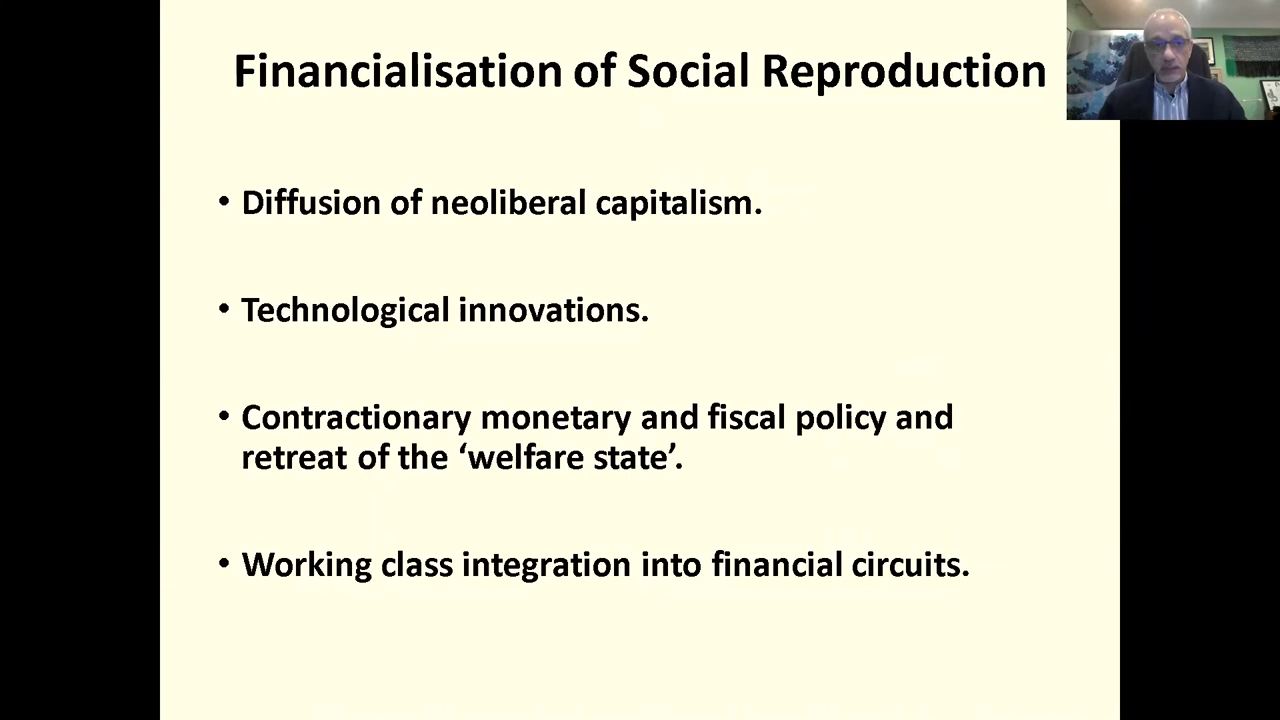 Financialisation of Social Reproduction
• Diffusion of neoliberal capitalism.
• Technological innovations.
• Contractionary monetary and fiscal policy and
retreat of the ‘welfare state’.
• Working class integration into financial circuits.